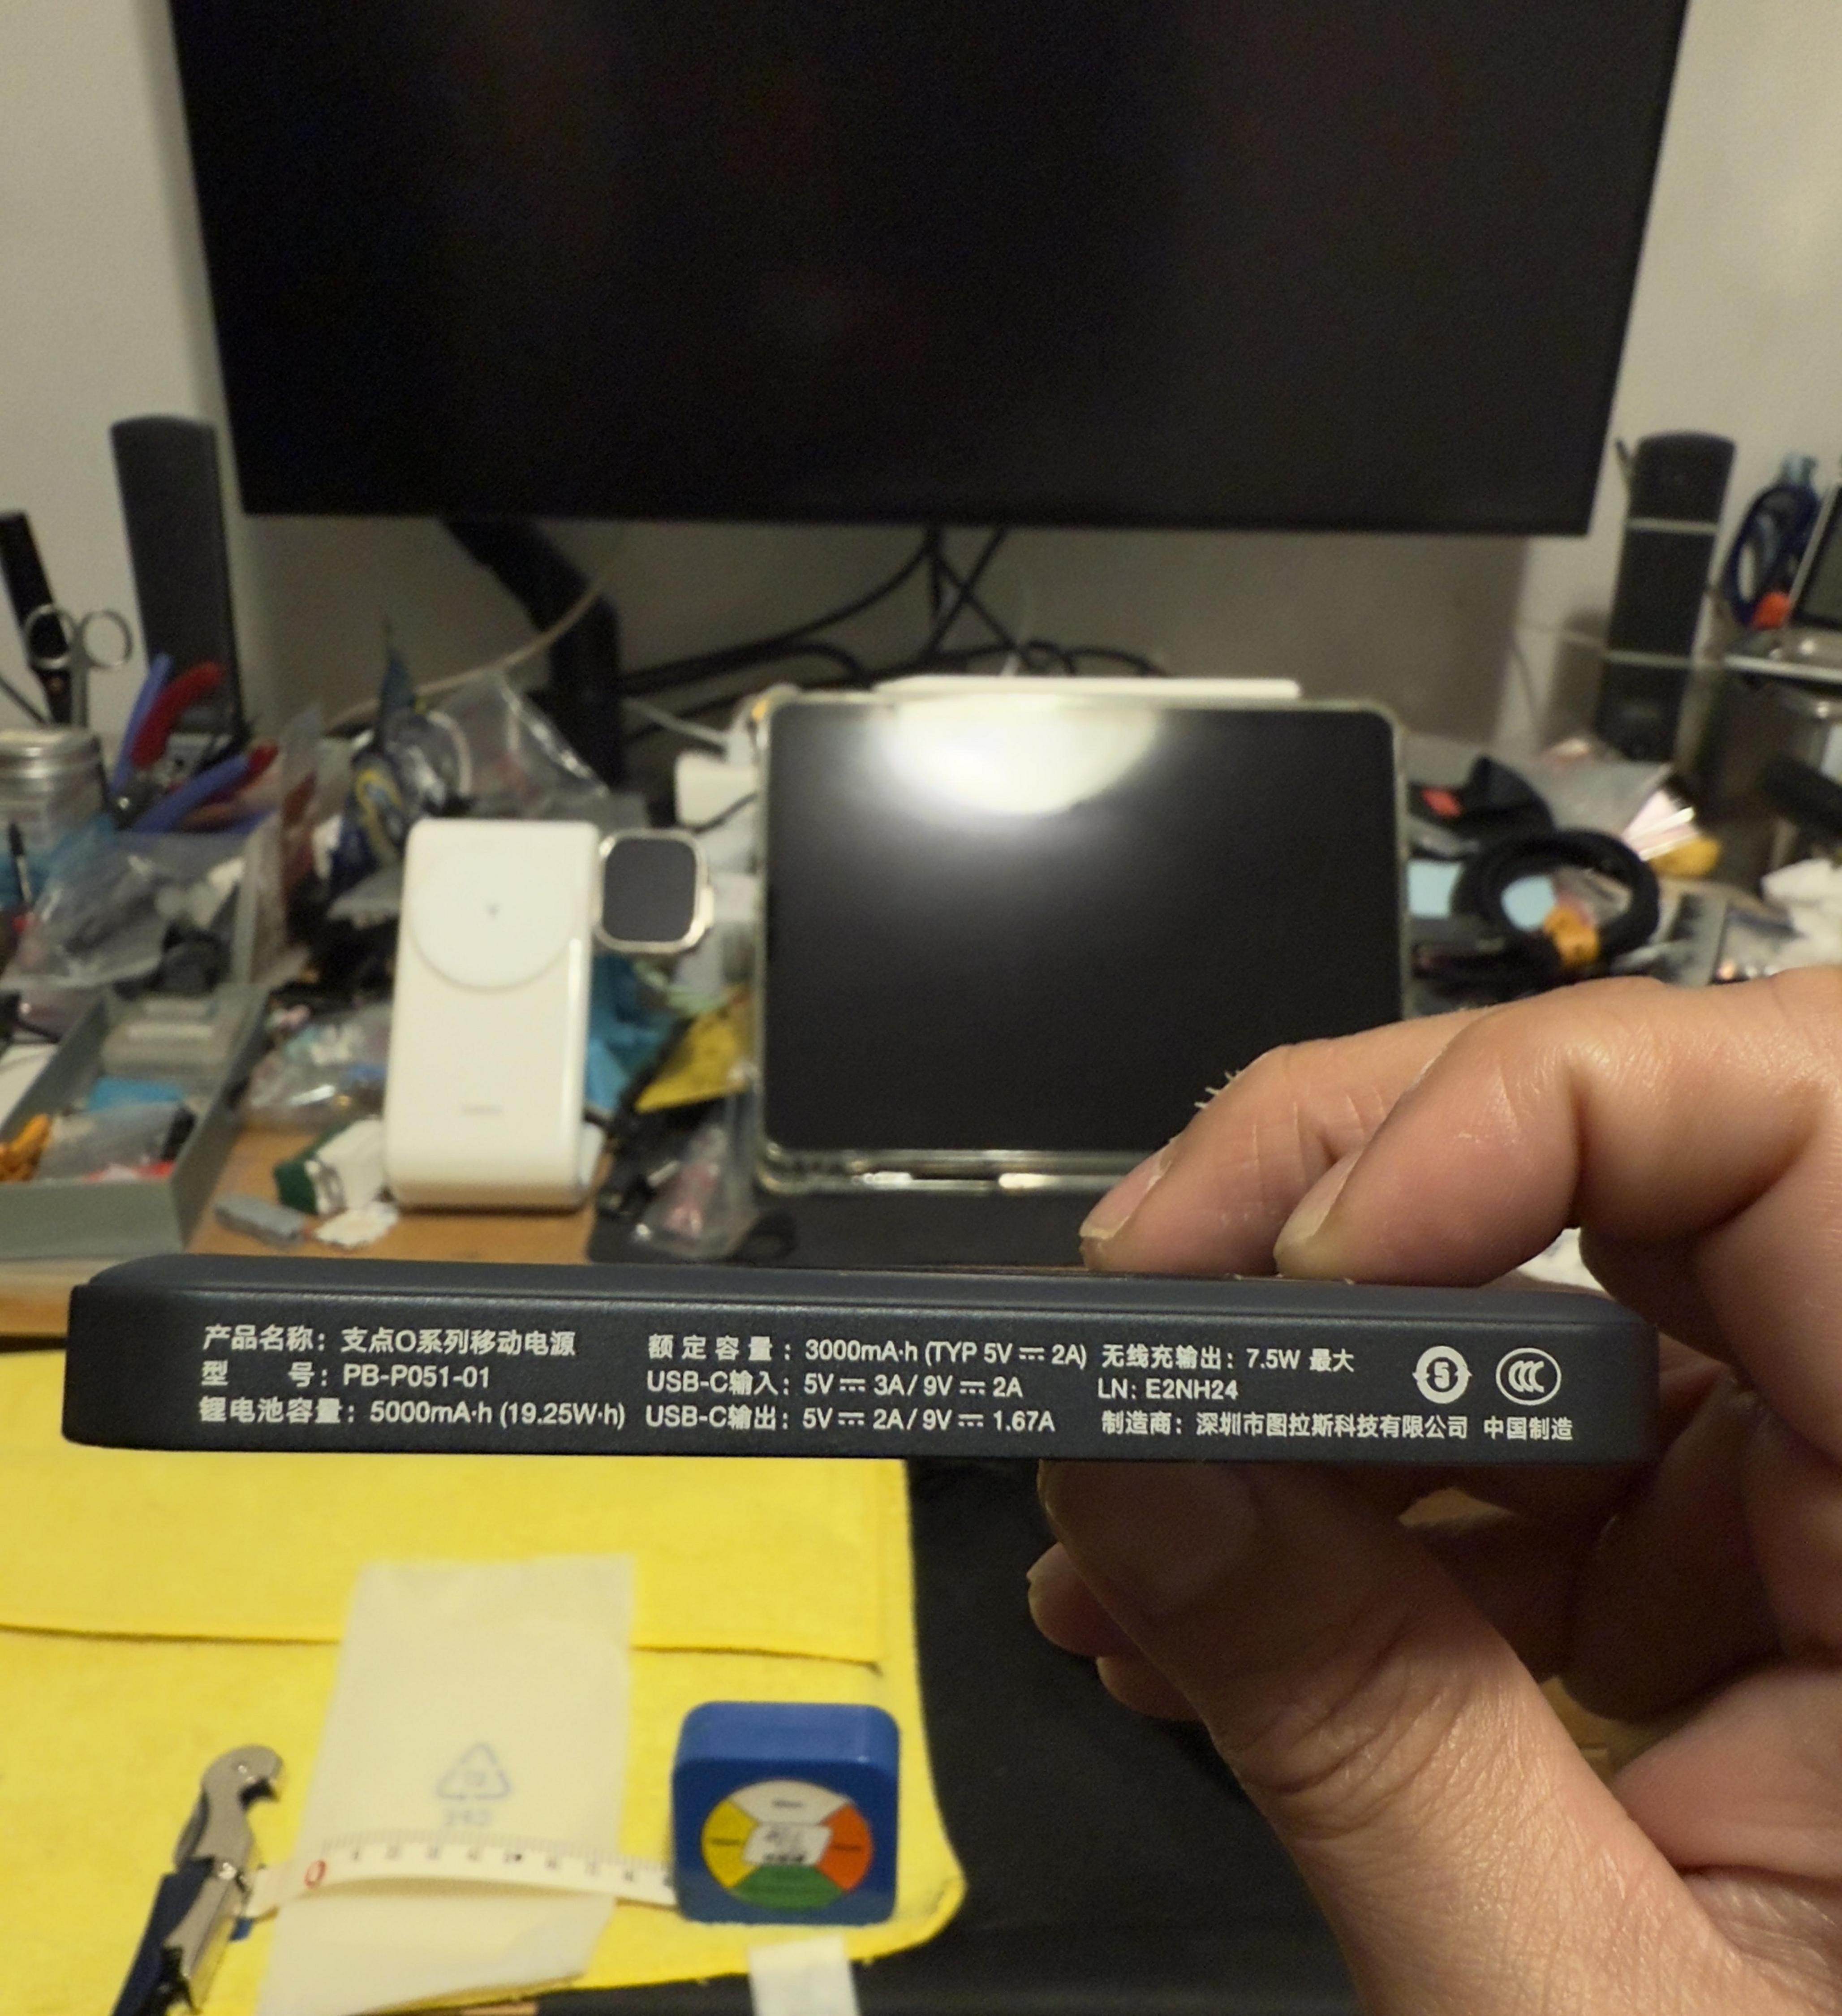 产品名称：支点O系列移动电源
型 号：PB-P051-01
锂电池容量：5000mA·h (19.25W·h)
额 定 容 量：3000mA·h (TYP 5V ⎓ 2A)
USB-C输入：5V ⎓ 3A / 9V ⎓ 2A
USB-C输出：5V ⎓ 2A / 9V ⎓ 1.67A
无线充输出：7.5W 最大
LN: E2NH24
制造商：深圳市图拉斯科技有限公司
5
CCC
中国制造
0